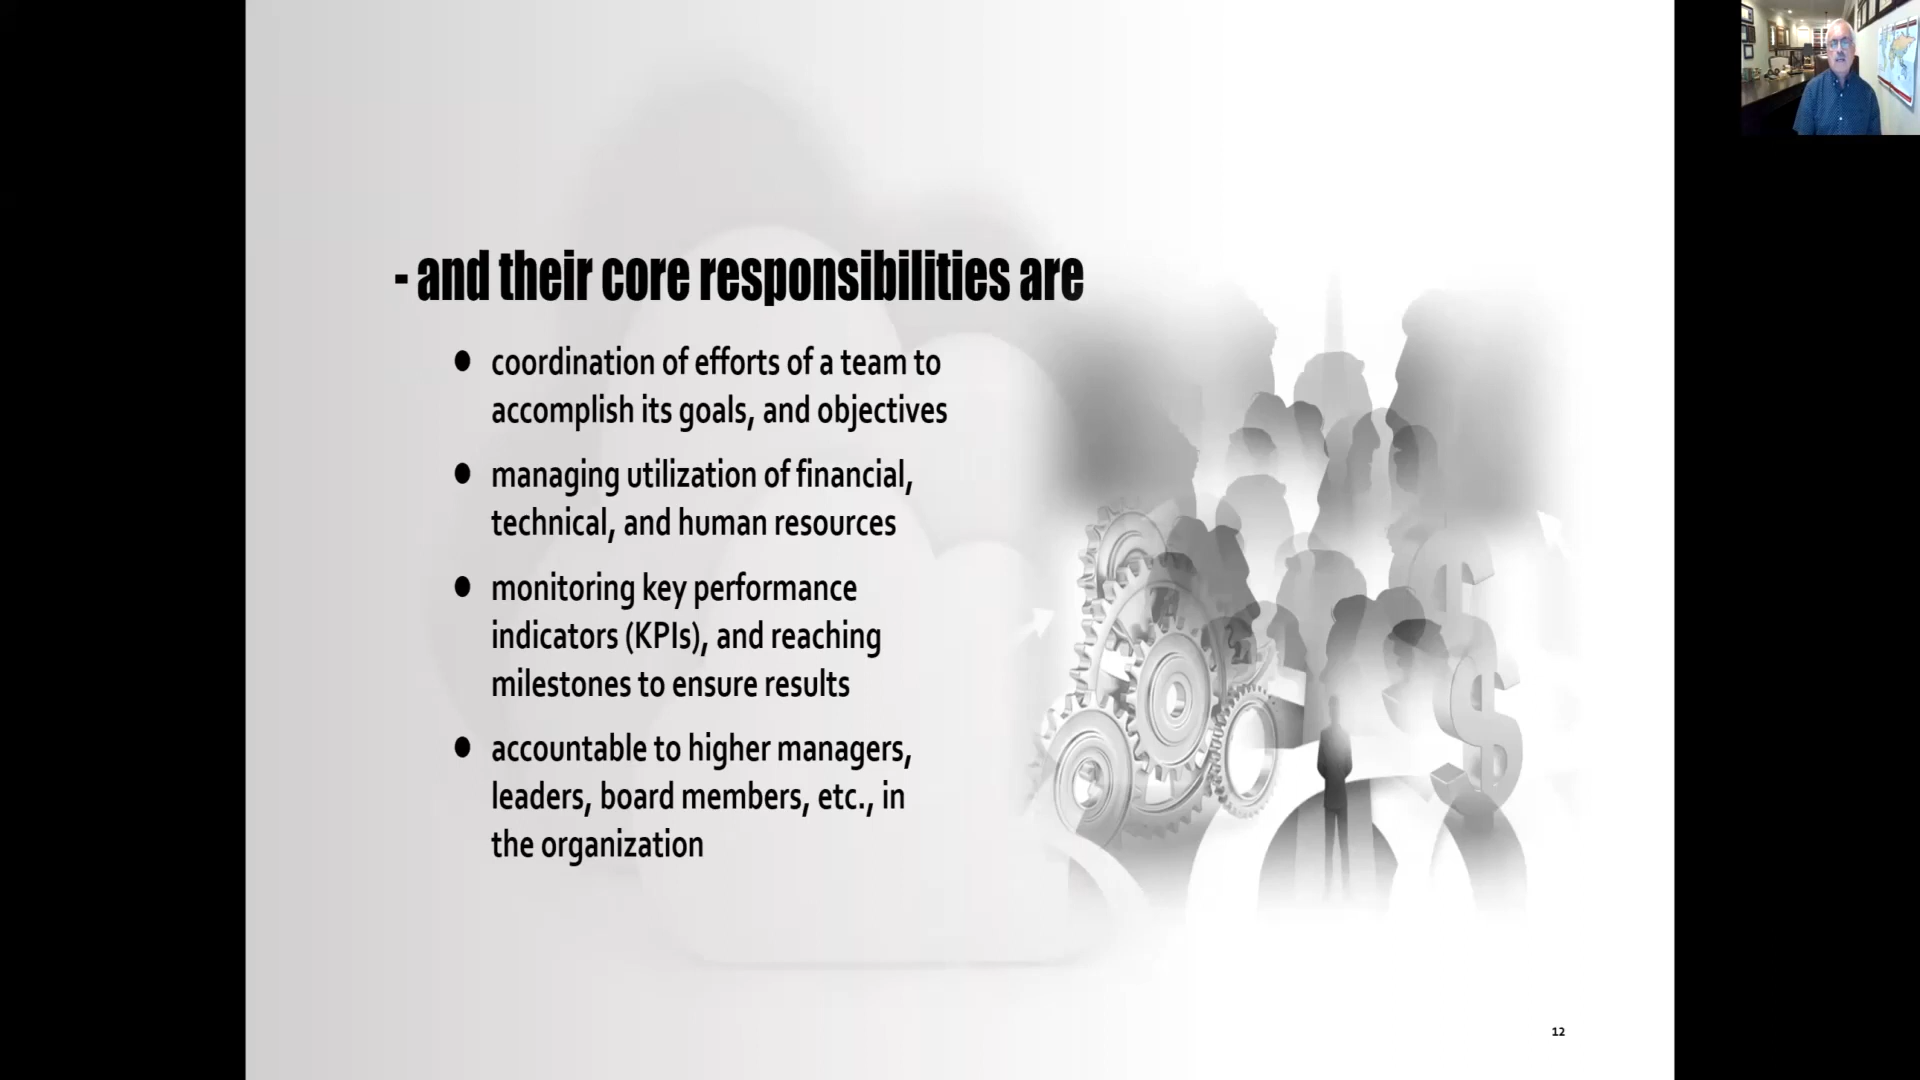 - and their core responsibilities are
● coordination of efforts of a team to
accomplish its goals, and objectives
● managing utilization of financial,
technical, and human resources
● monitoring key performance
indicators (KPIs), and reaching
milestones to ensure results
● accountable to higher managers,
leaders, board members, etc., in
the organization
12